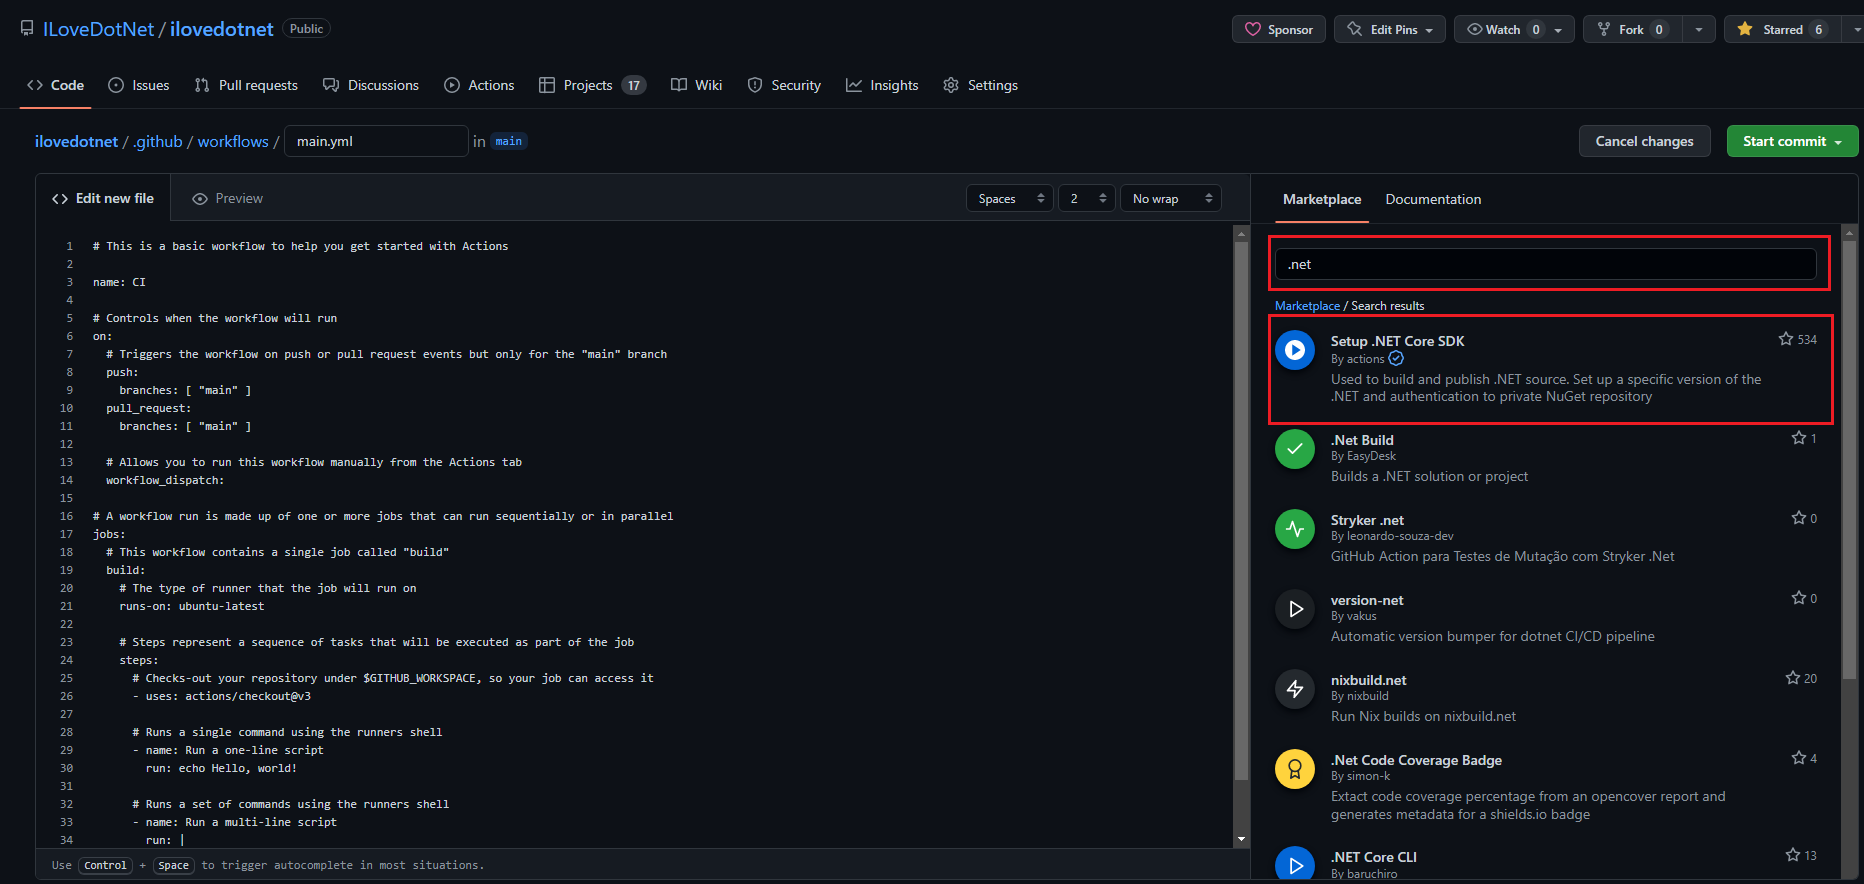 ILoveDotNet / ilovedotnet Public
Sponsor Edit Pins Watch 0 Fork 0 Starred 6
Code Issues Pull requests Discussions Actions Projects 17 Wiki Security Insights Settings
ilovedotnet / .github / workflows / main.yml in main
Cancel changes Start commit
Edit new file Preview Spaces 2 No wrap
1 # This is a basic workflow to help you get started with Actions
2
3 name: CI
4
5 # Controls when the workflow will run
6 on:
7 # Triggers the workflow on push or pull request events but only for the "main" branch
8 push:
9 branches: [ "main" ]
10 pull_request:
11 branches: [ "main" ]
12
13 # Allows you to run this workflow manually from the Actions tab
14 workflow_dispatch:
15
16 # A workflow run is made up of one or more jobs that can run sequentially or in parallel
17 jobs:
18 # This workflow contains a single job called "build"
19 build:
20 # The type of runner that the job will run on
21 runs-on: ubuntu-latest
22
23 # Steps represent a sequence of tasks that will be executed as part of the job
24 steps:
25 # Checks-out your repository under $GITHUB_WORKSPACE, so your job can access it
26 - uses: actions/checkout@v3
27
28 # Runs a single command using the runners shell
29 - name: Run a one-line script
30 run: echo Hello, world!
31
32 # Runs a set of commands using the runners shell
33 - name: Run a multi-line script
34 run: |
Use Control + Space to trigger autocomplete in most situations.
Marketplace Documentation
.net
Marketplace / Search results
Setup .NET Core SDK 534
By actions
Used to build and publish .NET source. Set up a specific version of the
.NET and authentication to private NuGet repository
.Net Build 1
By EasyDesk
Builds a .NET solution or project
Stryker .net 0
By leonardo-souza-dev
GitHub Action para Testes de Mutação com Stryker .Net
version-net 0
By vakus
Automatic version bumper for dotnet CI/CD pipeline
nixbuild.net 20
By nixbuild
Run Nix builds on nixbuild.net
.Net Code Coverage Badge 4
By simon-k
Extact code coverage percentage from an opencover report and
generates metadata for a shields.io badge
.NET Core CLI 13
By baruchiro